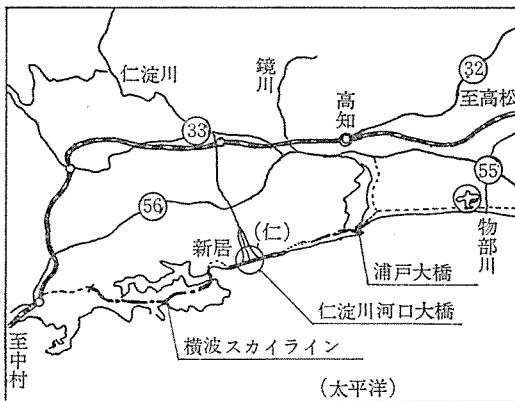 仁淀川
鏡川
32
至高松
高知
33
55
56
物部川
新居
(仁)
浦戸大橋
仁淀川河口大橋
横波スカイライン
至中村
(太平洋)